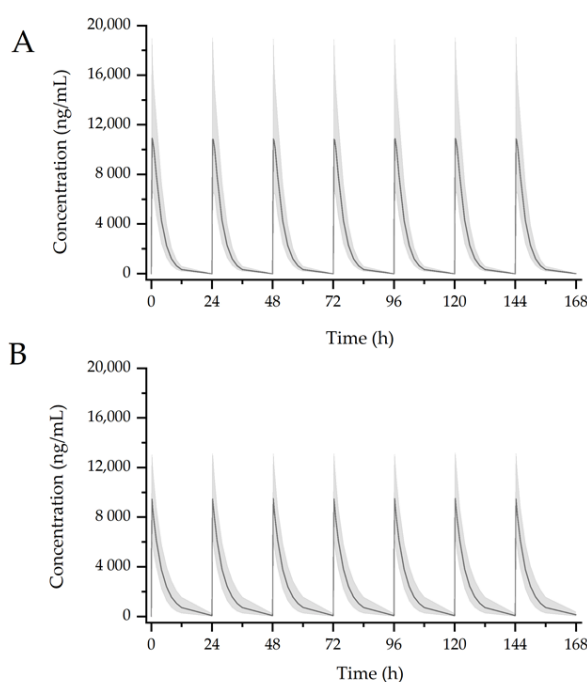 A
Concentration (ng/mL)
20,000
16,000
12,000
8 000
4 000
0
0 24 48 72 96 120 144 168
Time (h)
B
Concentration (ng/mL)
20,000
16,000
12,000
8 000
4 000
0
0 24 48 72 96 120 144 168
Time (h)